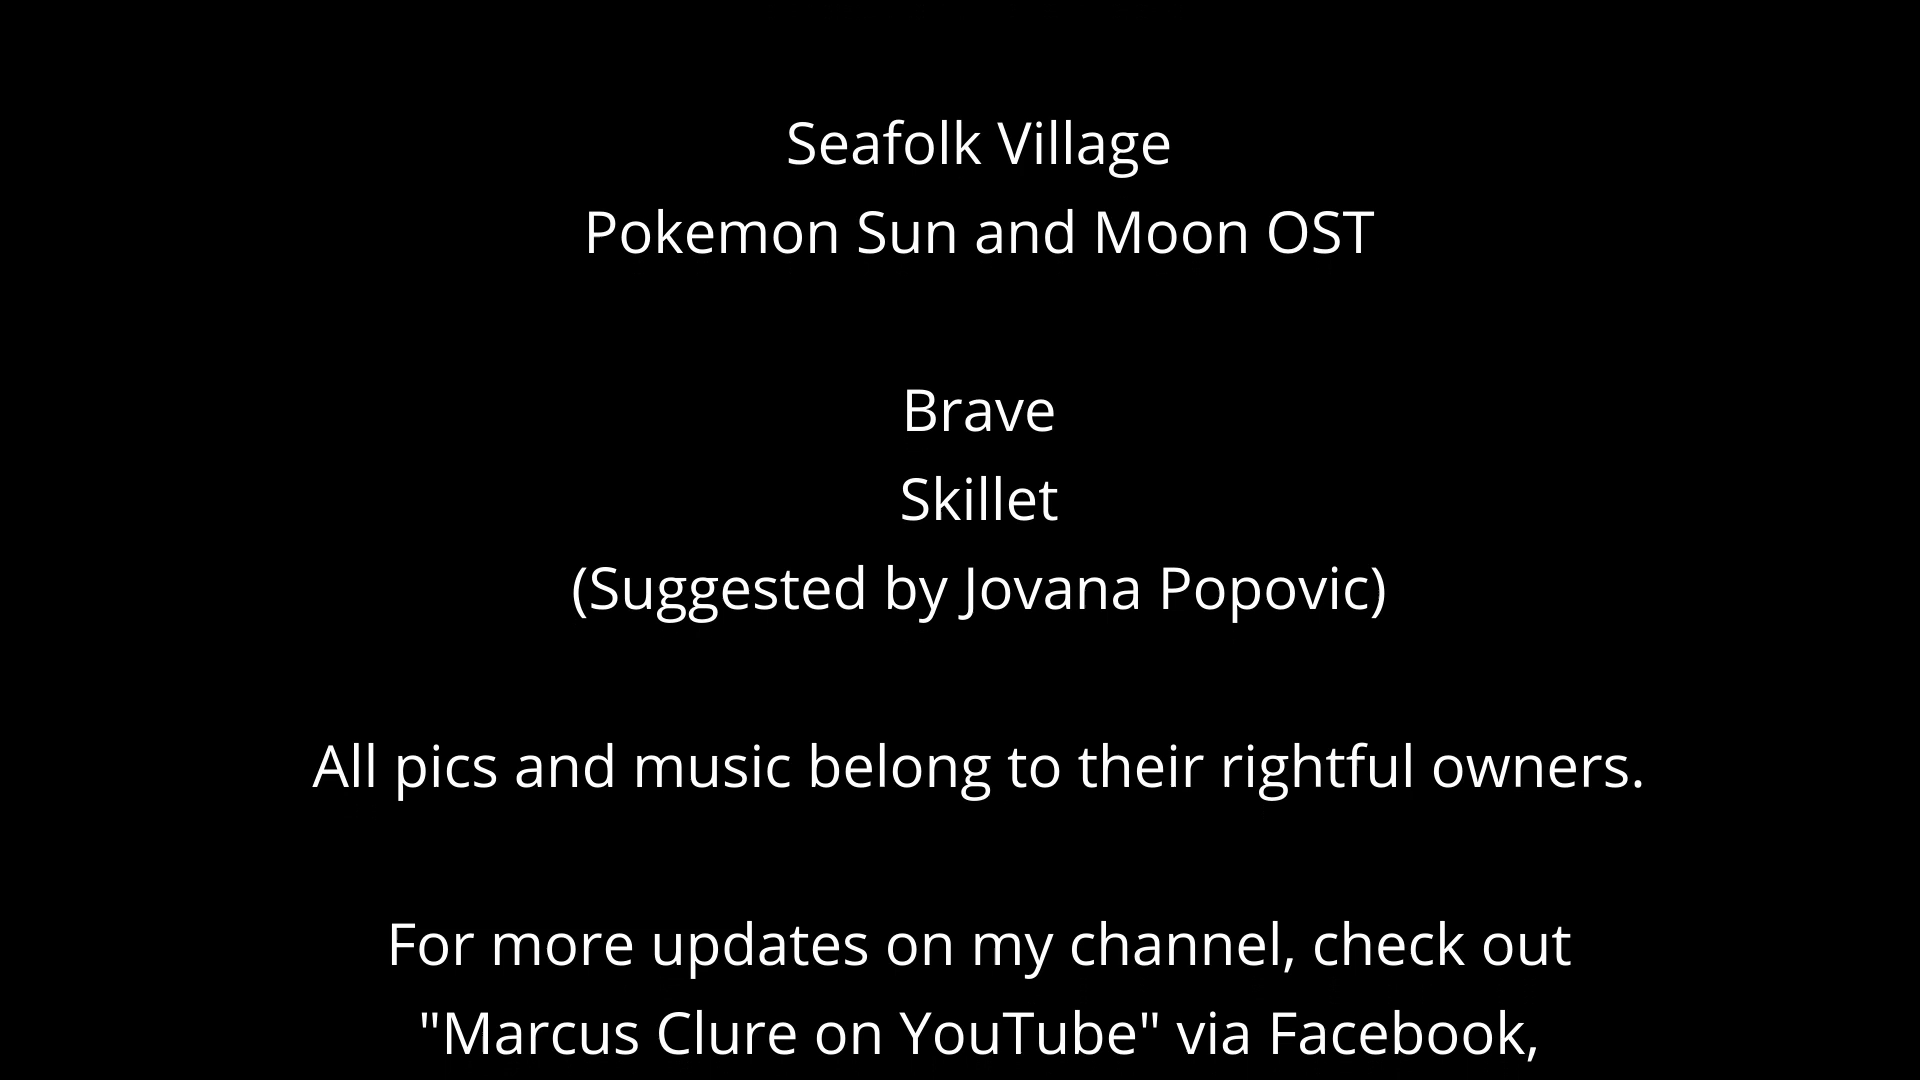 Seafolk Village
Pokemon Sun and Moon OST
Brave
Skillet
(Suggested by Jovana Popovic)
All pics and music belong to their rightful owners.
For more updates on my channel, check out
"Marcus Clure on YouTube" via Facebook,